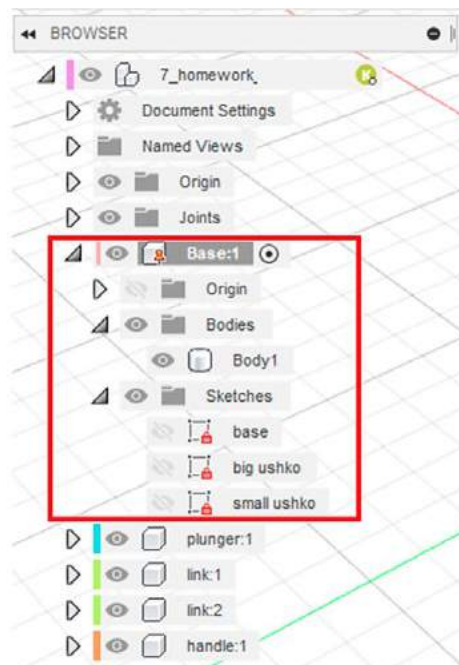 BROWSER
7_homework_
Document Settings
Named Views
Origin
Joints
Base:1
Origin
Bodies
Body1
Sketches
base
big ushko
small ushko
plunger:1
link:1
link:2
handle:1